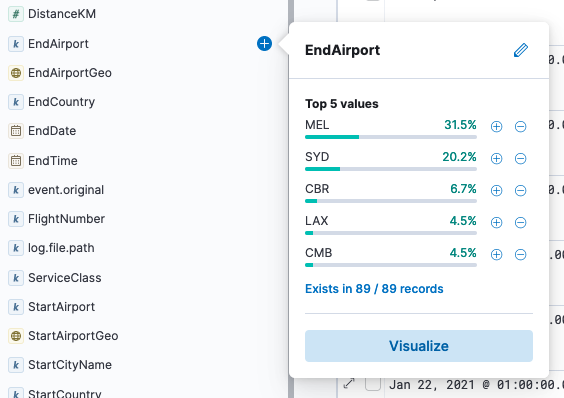 # DistanceKM
k EndAirport
EndAirportGeo
k EndCountry
EndDate
EndTime
k event.original
k FlightNumber
k log.file.path
k ServiceClass
k StartAirport
StartAirportGeo
k StartCityName
k StartCountry
EndAirport
Top 5 values
MEL 31.5%
SYD 20.2%
CBR 6.7%
LAX 4.5%
CMB 4.5%
Exists in 89 / 89 records
Visualize
Jan 22, 2021 @ 01:00:00.0